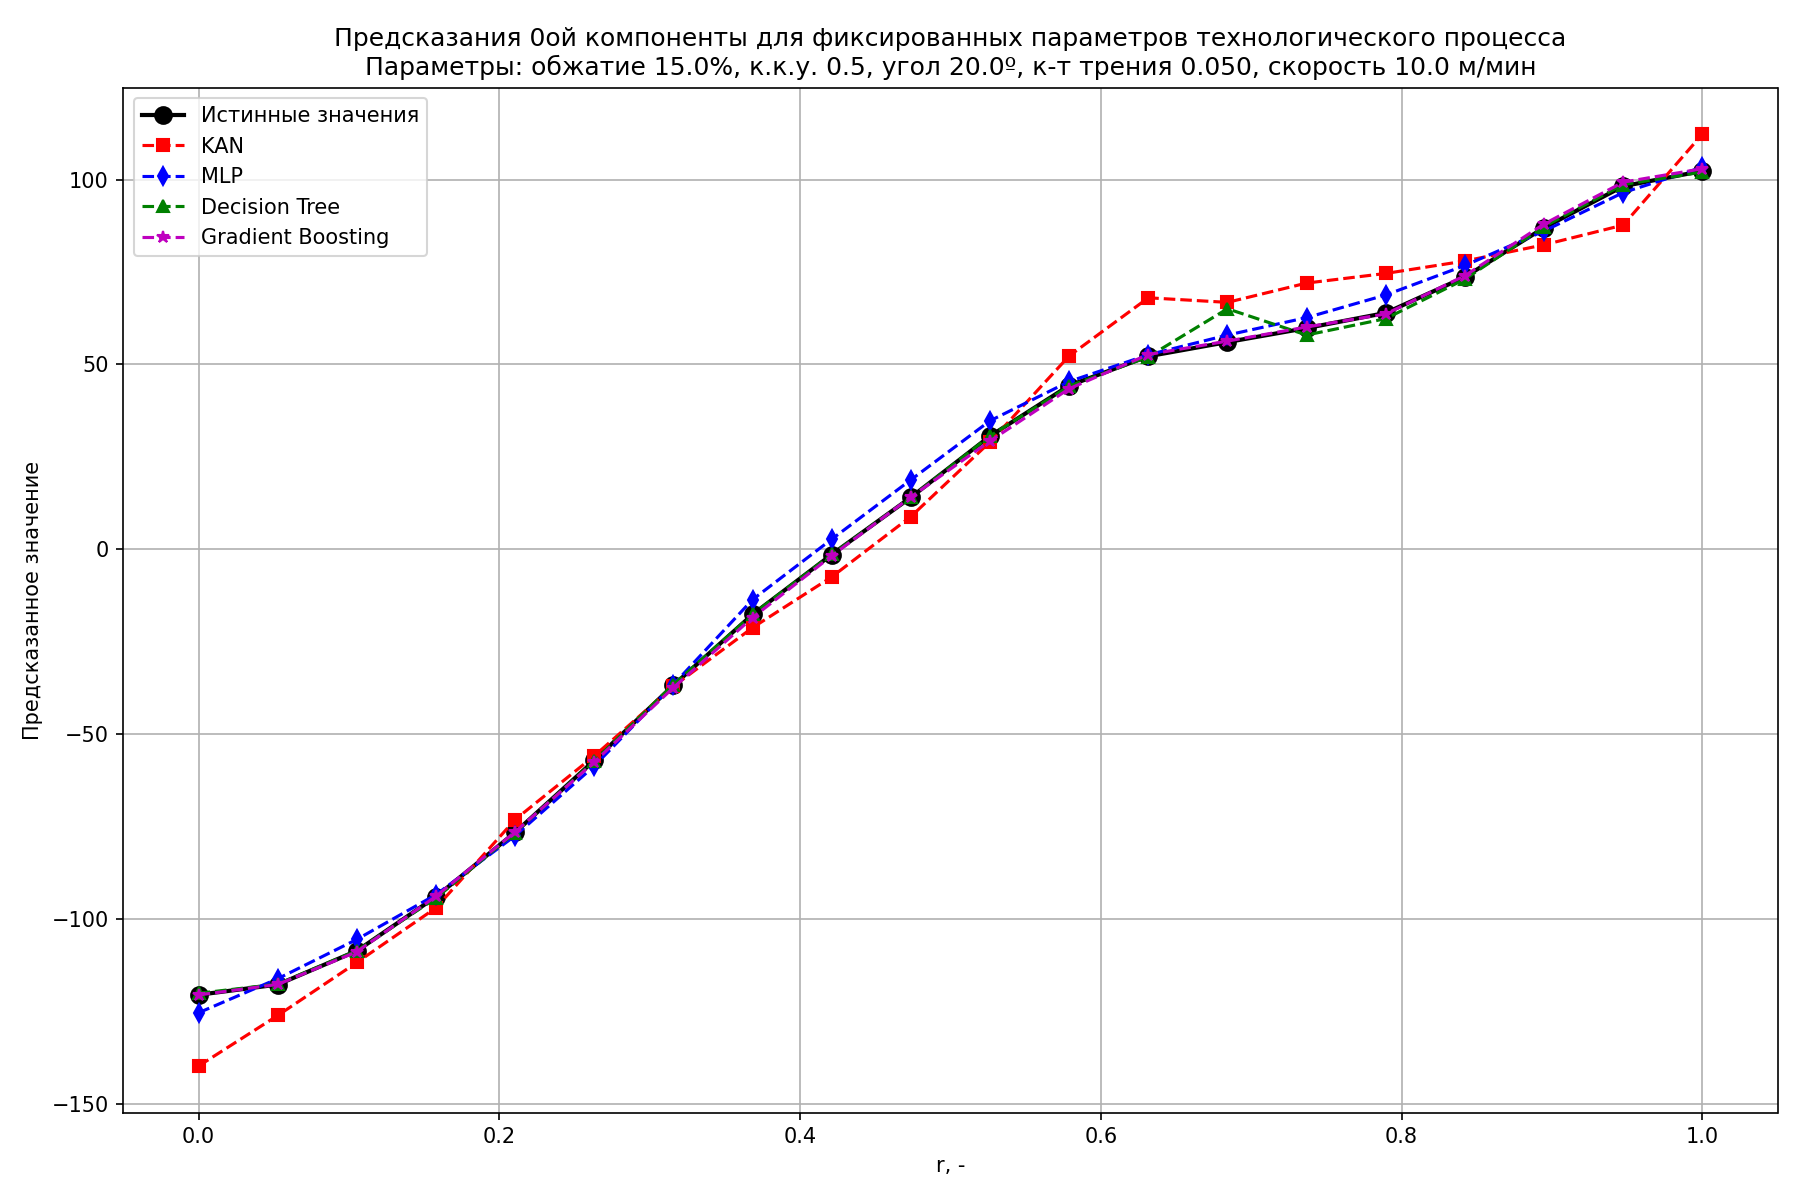 Предсказания 0ой компоненты для фиксированных параметров технологического процесса
Параметры: обжатие 15.0%, к.к.у. 0.5, угол 20.0º, к-т трения 0.050, скорость 10.0 м/мин
Истинные значения
KAN
MLP
Decision Tree
Gradient Boosting
Предсказанное значение
100
50
0
−50
−100
−150
0.0
0.2
0.4
0.6
0.8
1.0
r, -